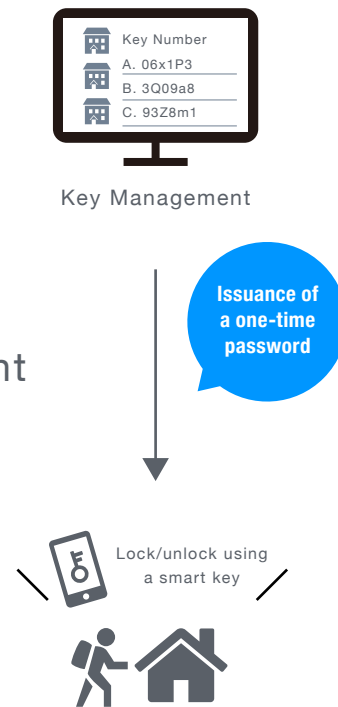 Key Number
A. 06x1P3
B. 3Q09a8
C. 93Z8m1
Key Management
Issuance of
a one-time
password
nt
Lock/unlock using
a smart key